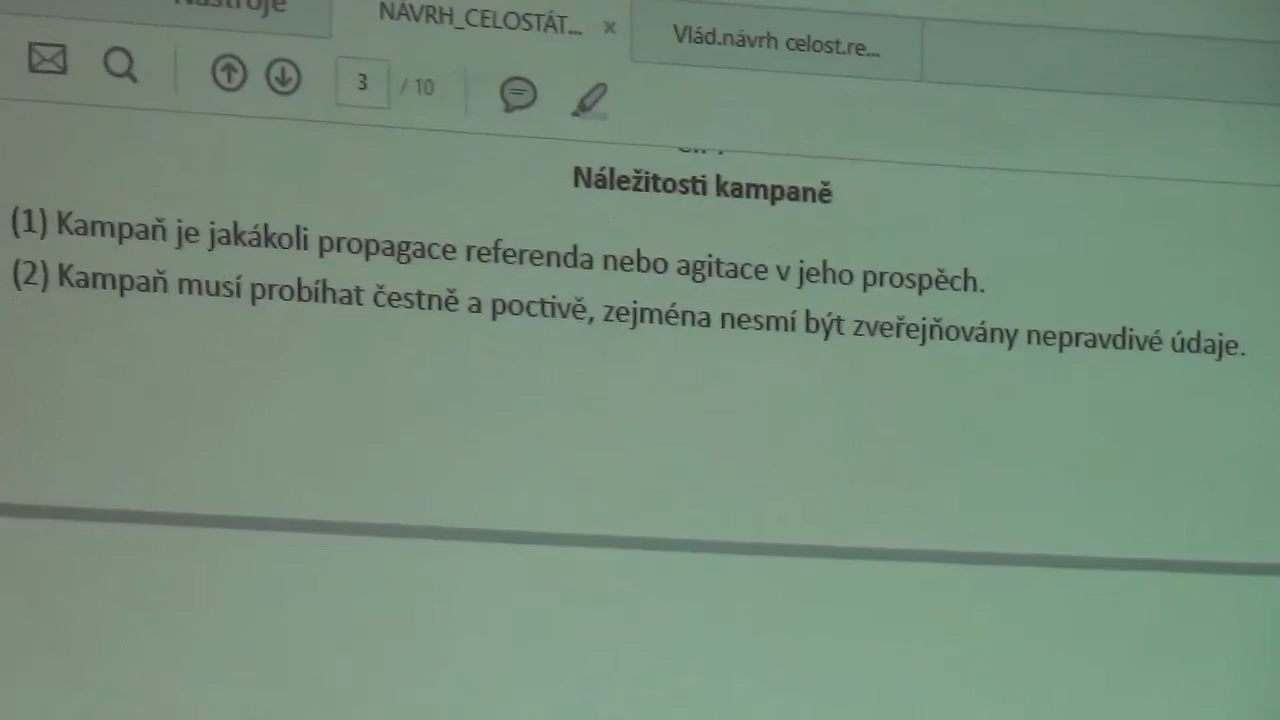 Nástroje
NÁVRH_CELOSTÁT... ×
Vlád.návrh celost.re...
3 / 10
Náležitosti kampaně
(1) Kampaň je jakákoli propagace referenda nebo agitace v jeho prospěch.
(2) Kampaň musí probíhat čestně a poctivě, zejména nesmí být zveřejňovány nepravdivé údaje.